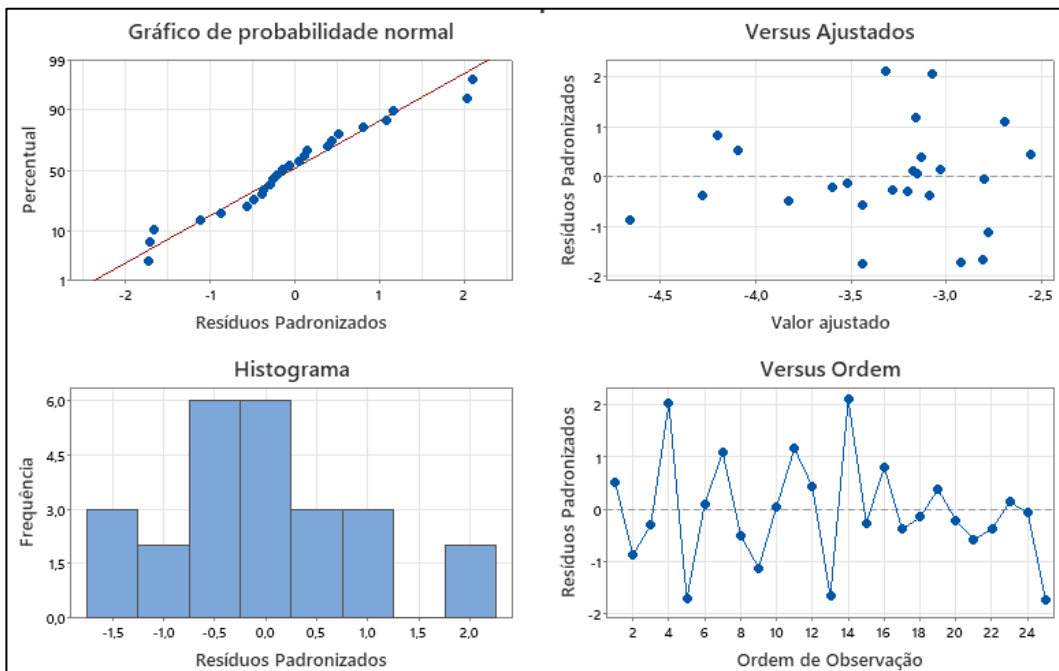 Gráfico de probabilidade normal
99
90
50
10
1
Percentual
-2 -1 0 1 2
Resíduos Padronizados
Versus Ajustados
2
1
0
-1
-2
Resíduos Padronizados
-4,5 -4,0 -3,5 -3,0 -2,5
Valor ajustado
Histograma
6,0
4,5
3,0
1,5
0,0
Frequência
-1,5 -1,0 -0,5 0,0 0,5 1,0 1,5 2,0
Resíduos Padronizados
Versus Ordem
2
1
0
-1
-2
Resíduos Padronizados
2 4 6 8 10 12 14 16 18 20 22 24
Ordem de Observação